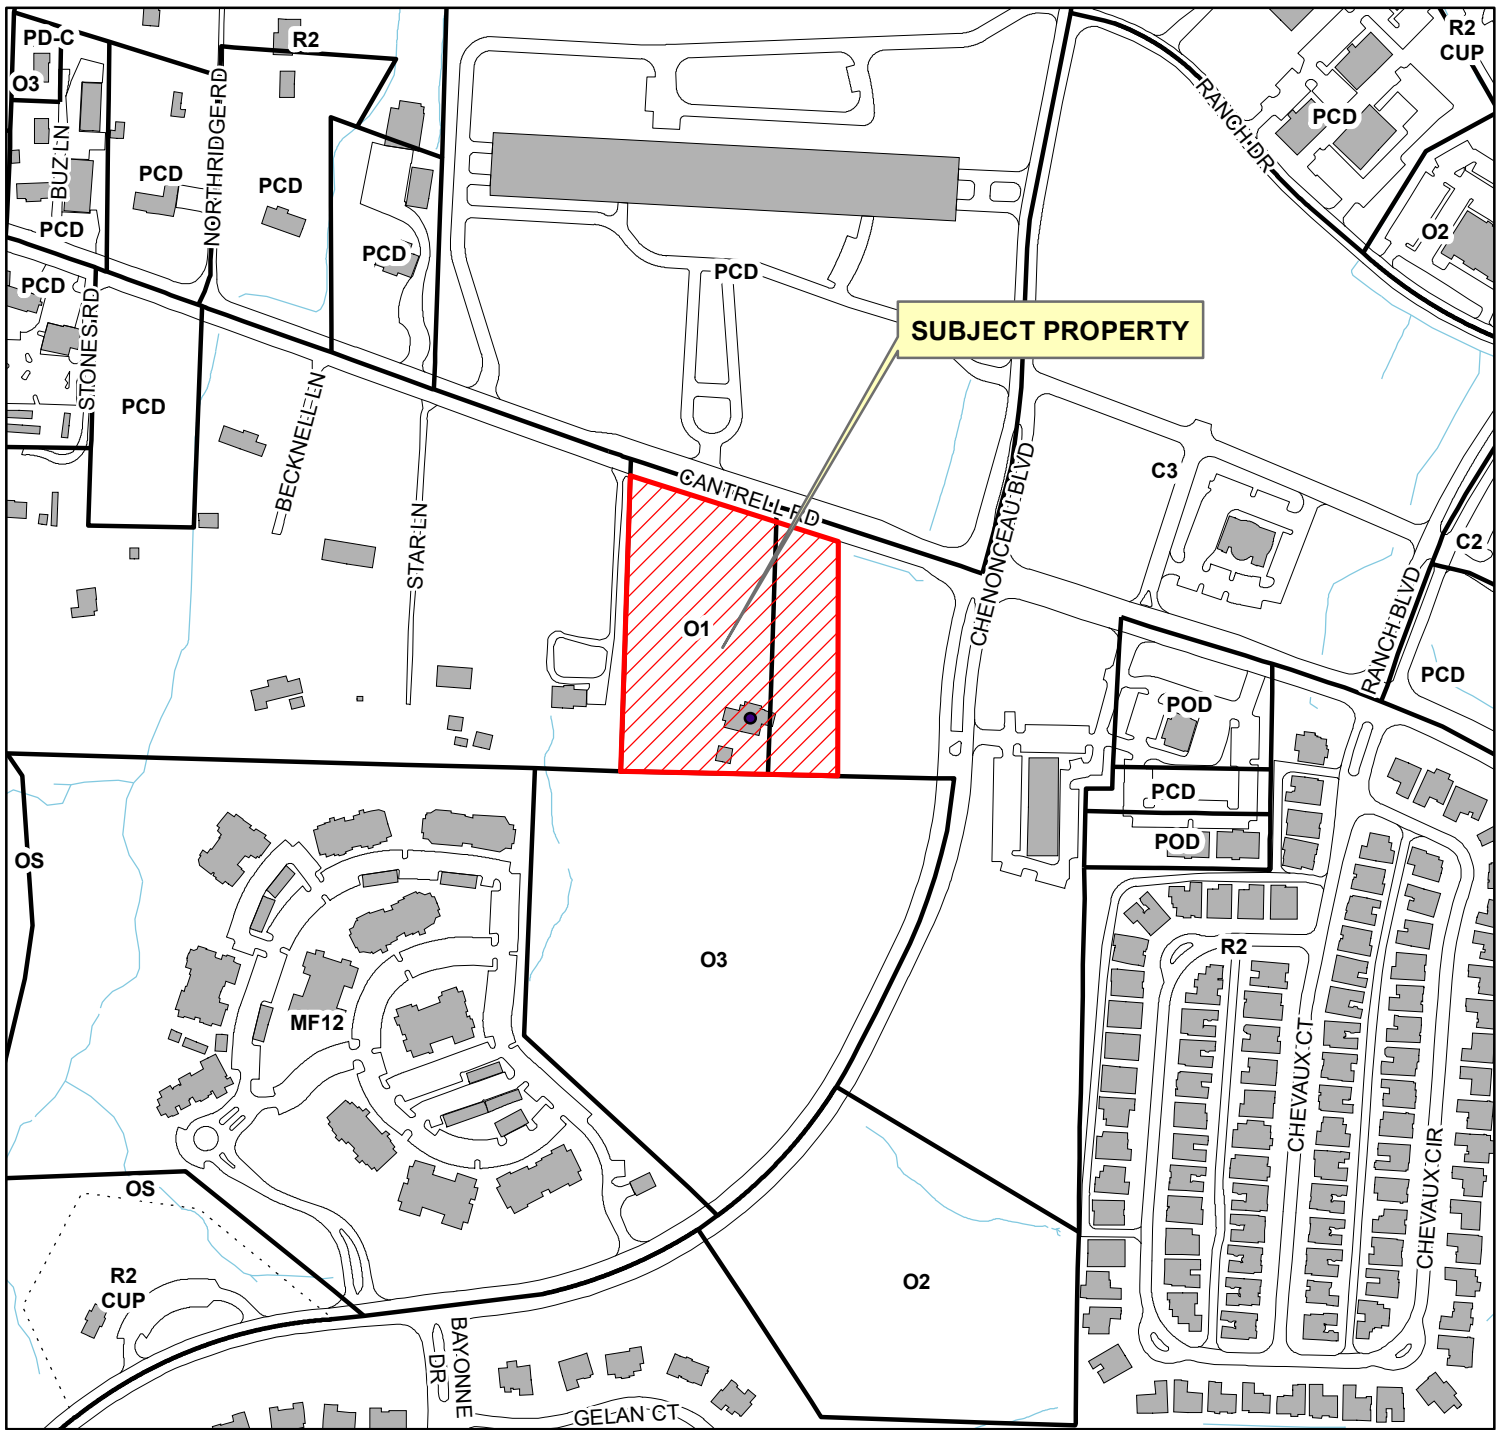 PD-C
R2
R2
CUP
O3
RANCH DR
PCD
NORTHRIDGE RD
BUZ LN
PCD
PCD
O2
PCD
PCD
PCD
PCD
SUBJECT PROPERTY
STONES RD
PCD
BECKNELL LN
STAR LN
CANTRELL RD
CHENONCEAU BLVD
C3
C2
RANCH BLVD
O1
PCD
POD
PCD
POD
OS
O3
R2
MF12
CHEVAUX CT
CHEVAUX CIR
OS
R2
CUP
O2
BAYONNE
DR
GELAN CT